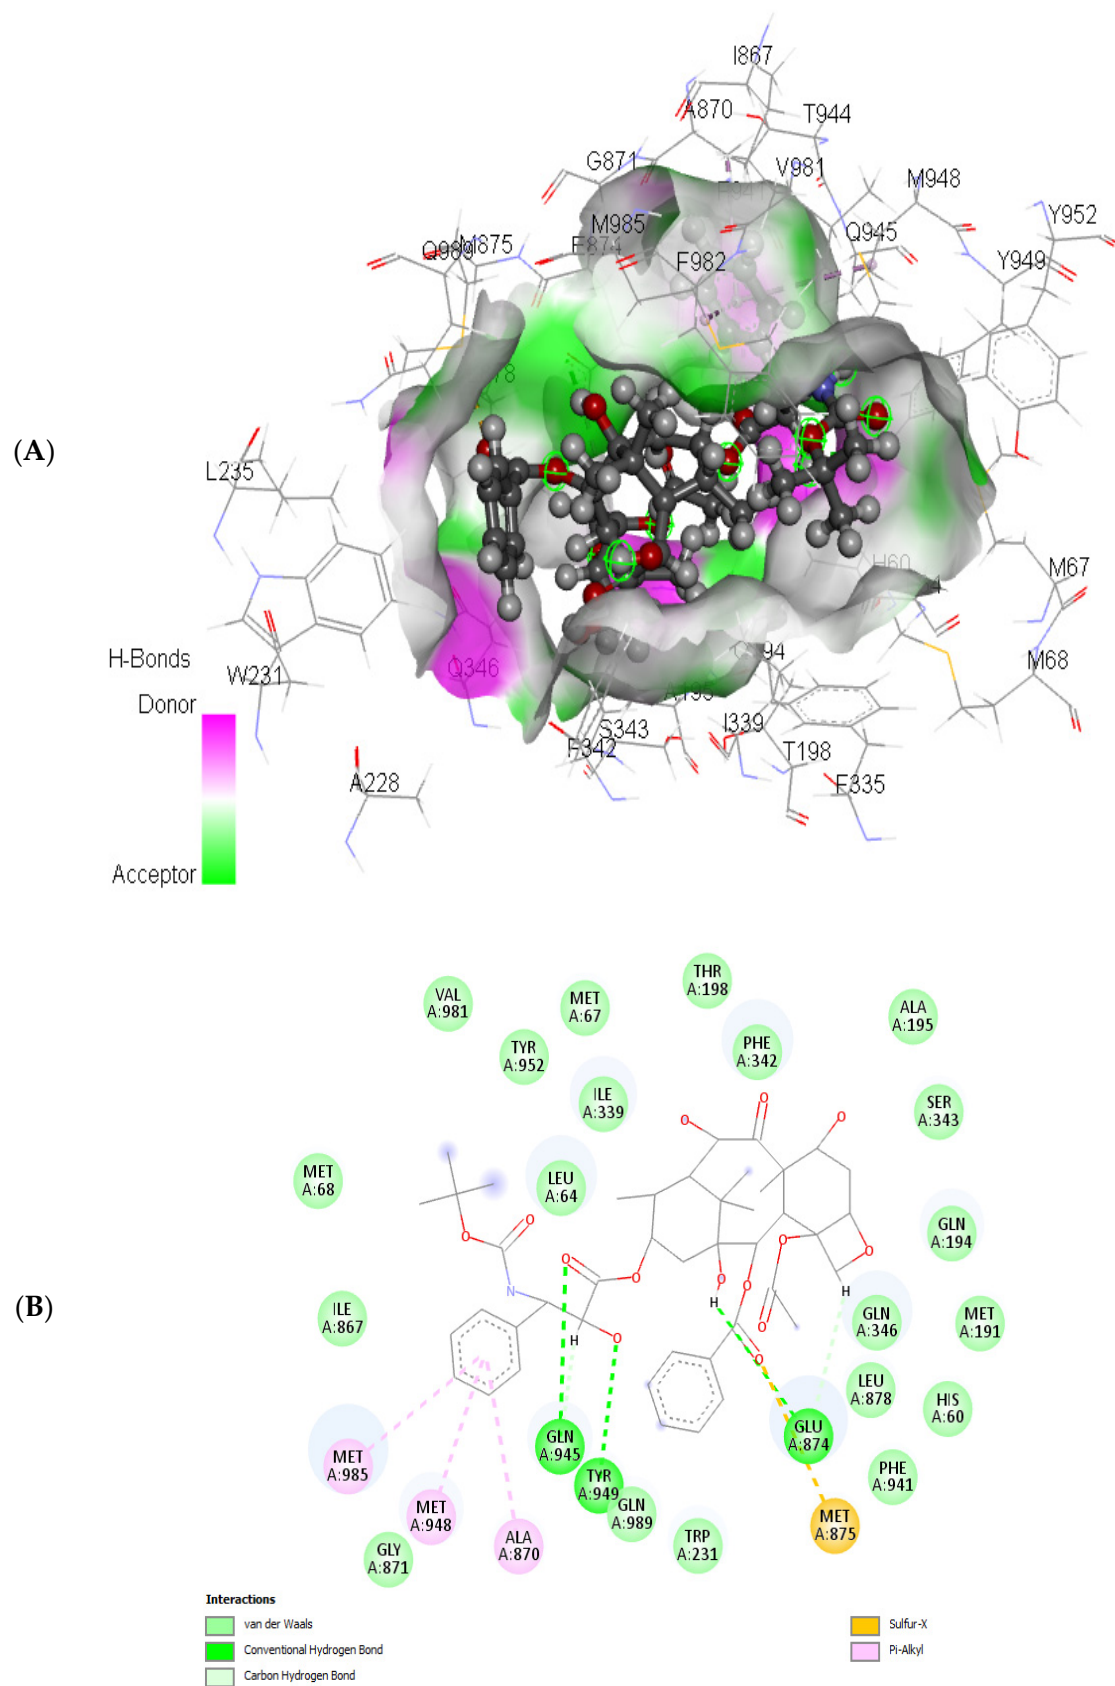 I867
A870
T944
G871
V981
M948
M985
Y952
Q945
E874
M875
Q989
F982
Y949
F941
(A)
L235
H60
M67
H-Bonds
W231
Q346
M68
Donor
A195
S343
I339
F342
T198
A228
F335
Acceptor
THR
A:198
VAL
A:981
MET
A:67
ALA
A:195
TYR
A:952
PHE
A:342
ILE
A:339
SER
A:343
MET
A:68
LEU
A:64
GLN
A:194
O
O
O
O
O
O
O
O
N
O
O
O
O
O
O
H
H
H
(B)
ILE
A:867
GLN
A:346
MET
A:191
LEU
A:878
HIS
A:60
GLU
A:874
GLN
A:945
MET
A:985
TYR
A:949
PHE
A:941
MET
A:948
GLN
A:989
MET
A:875
ALA
A:870
TRP
A:231
GLY
A:871
Interactions
van der Waals
Conventional Hydrogen Bond
Carbon Hydrogen Bond
Sulfur-X
Pi-Alkyl